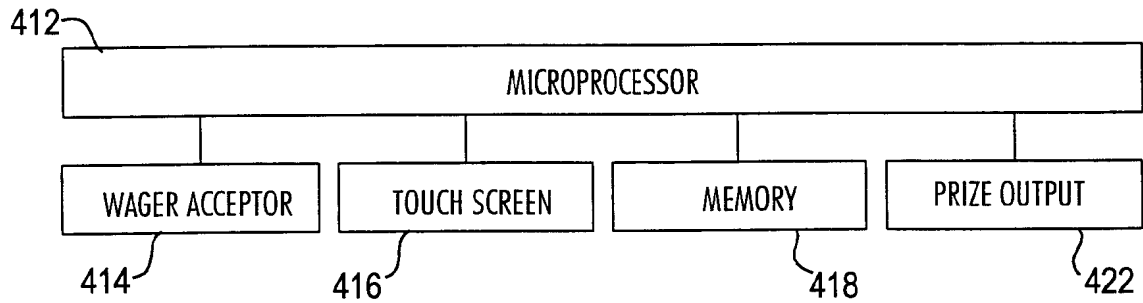 412
MICROPROCESSOR
WAGER ACCEPTOR TOUCH SCREEN MEMORY PRIZE OUTPUT
414 416 418 422